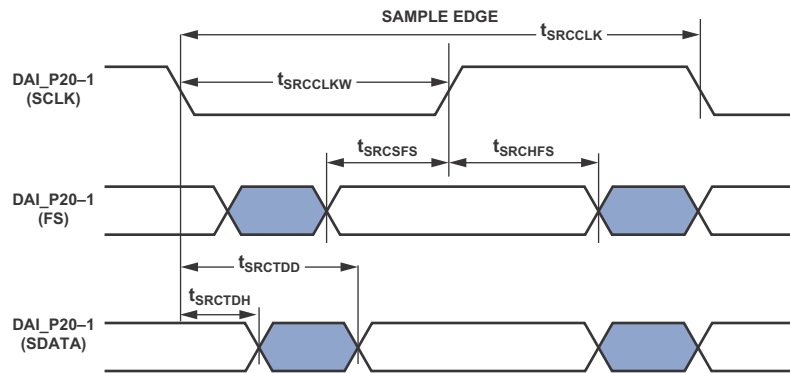 SAMPLE EDGE
tSRCCLK
DAI_P20–1
(SCLK)
tSRCCLKW
tSRCSFS
tSRCHFS
DAI_P20–1
(FS)
tSRCTDD
tSRCTDH
DAI_P20–1
(SDATA)